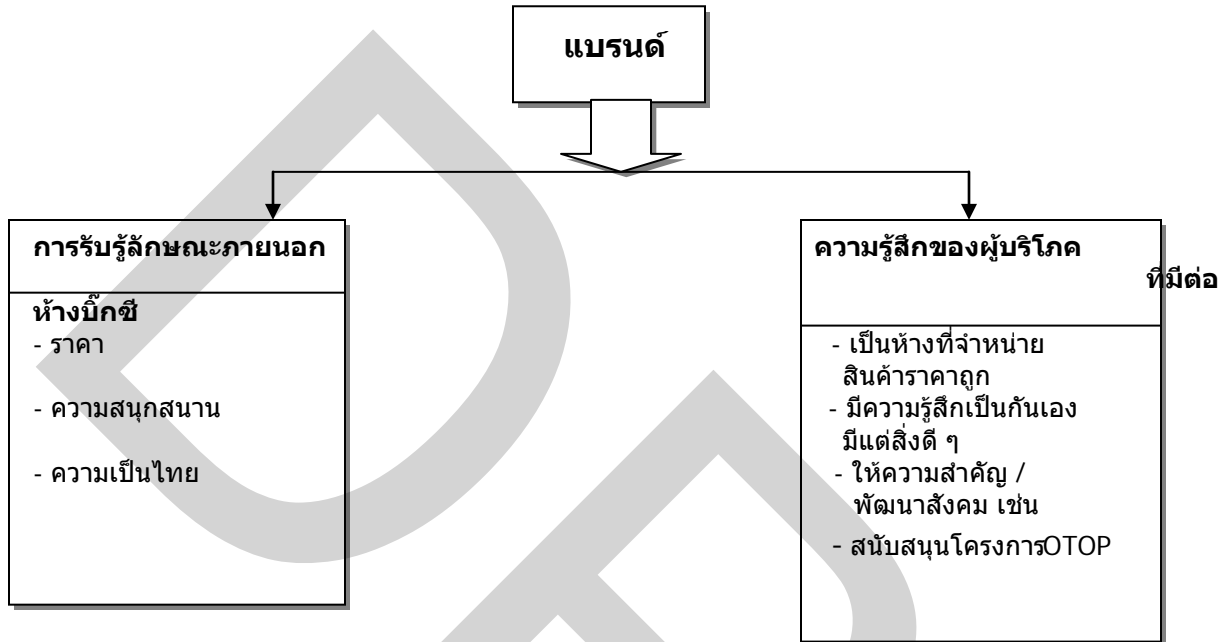 แบรนด์
การรับรู้ลักษณะภายนอก
ห้างบิ๊กซี
- ราคา
- ความสนุกสนาน
- ความเป็นไทย
ความรู้สึกของผู้บริโภค
ที่มีต่อ
- เป็นห้างที่จำหน่าย
สินค้าราคาถูก
- มีความรู้สึกเป็นกันเอง
มีแต่สิ่งดี ๆ
- ให้ความสำคัญ /
พัฒนาสังคม เช่น
- สนับสนุนโครงการOTOP